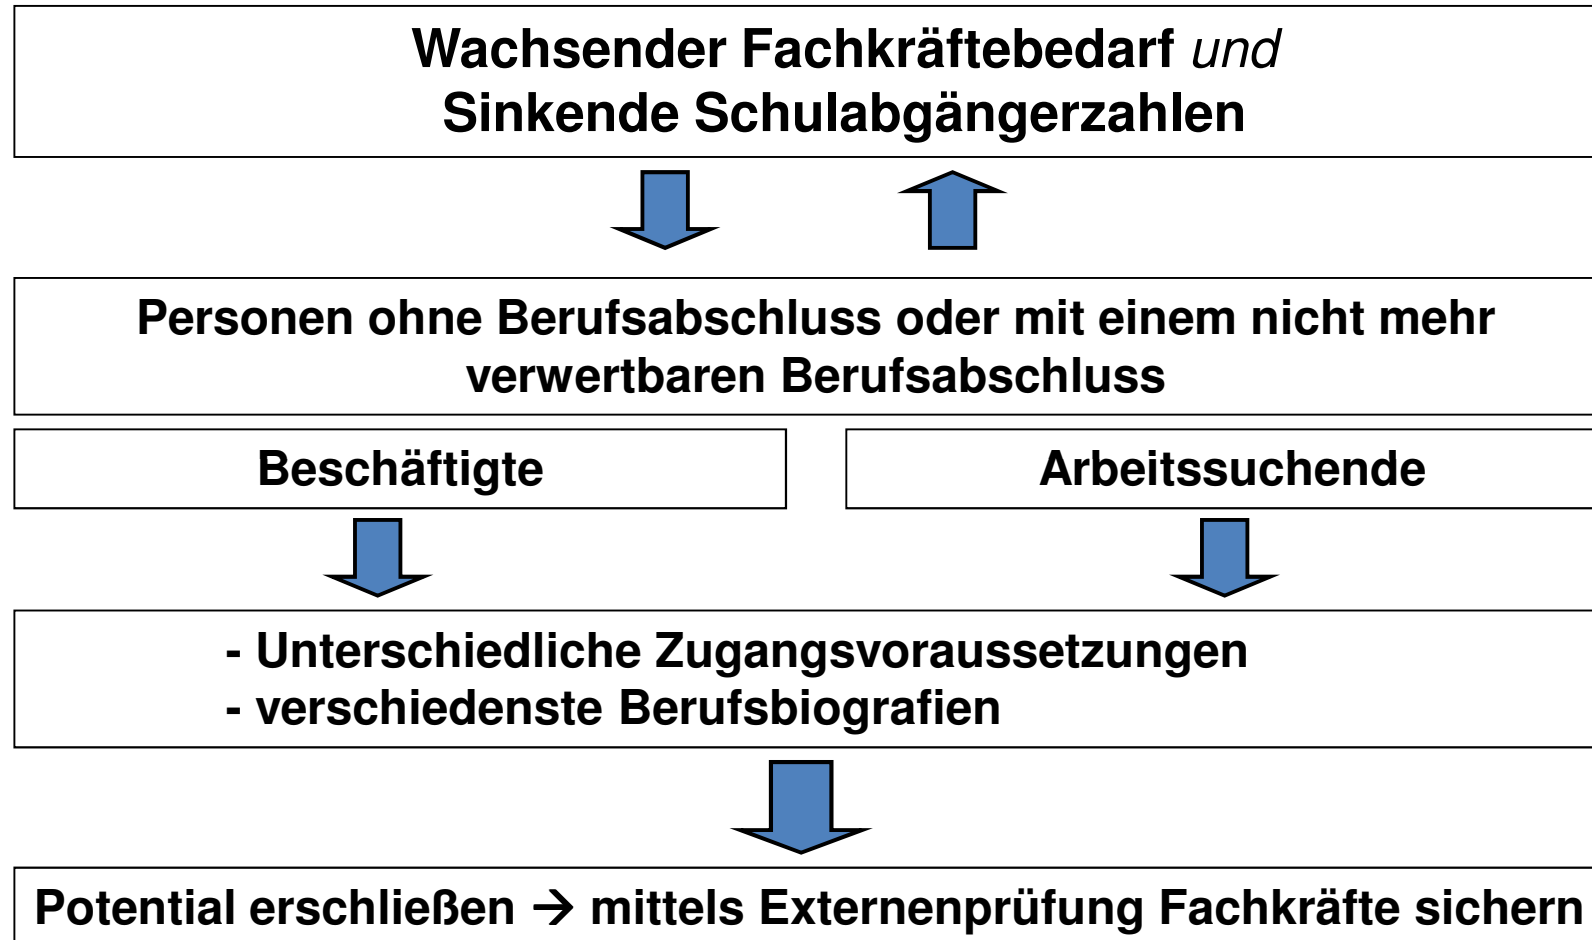 Wachsender Fachkräftebedarf und
Sinkende Schulabgängerzahlen
Personen ohne Berufsabschluss oder mit einem nicht mehr
verwertbaren Berufsabschluss
Beschäftigte
Arbeitssuchende
- Unterschiedliche Zugangsvoraussetzungen
- verschiedenste Berufsbiografien
Potential erschließen → mittels Externenprüfung Fachkräfte sichern